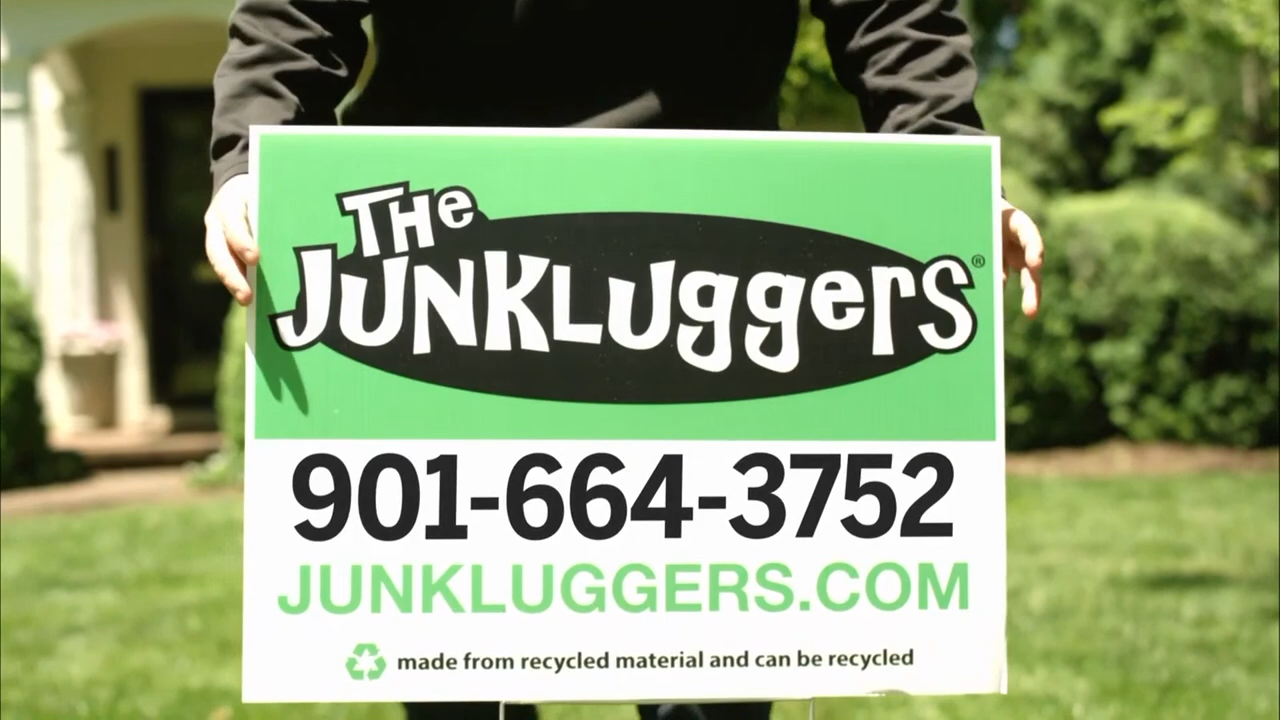 THe
JUNKLUggerS®
901-664-3752
JUNKLUGGERS.COM
made from recycled material and can be recycled